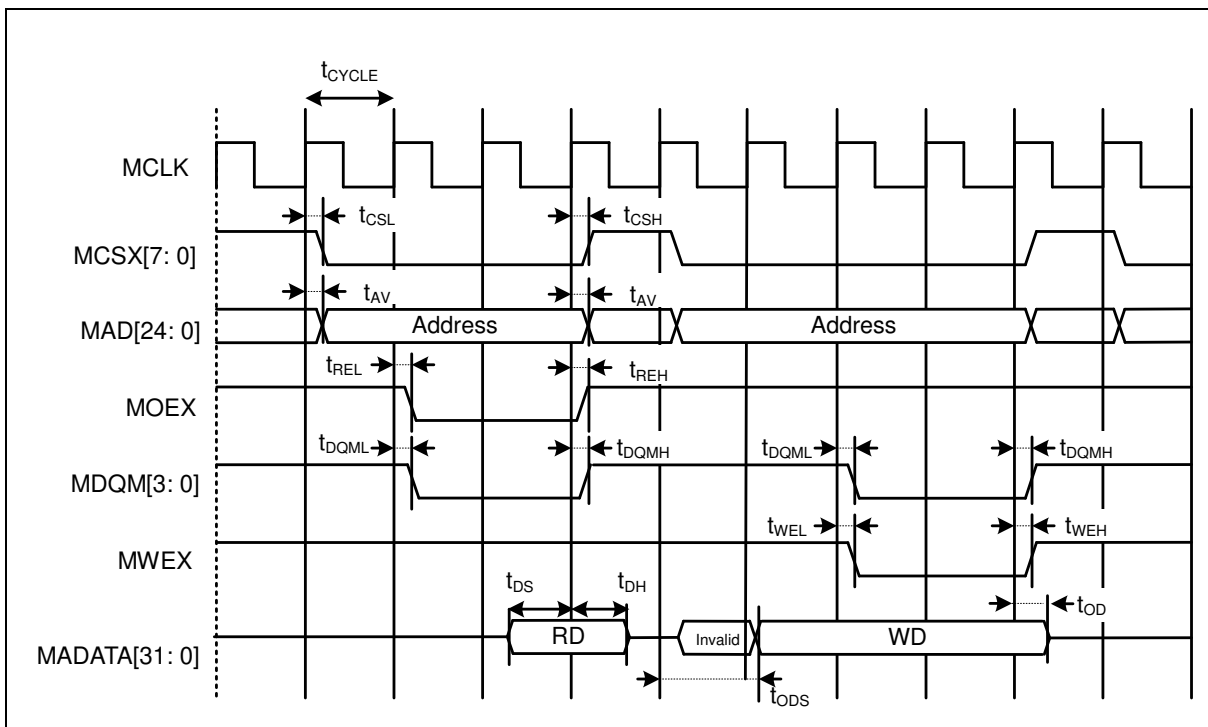 tCYCLE
MCLK
tCSL tCSH
MCSX[7: 0]
tAV tAV
MAD[24: 0] Address Address
tREL tREH
MOEX
tDQML tDQMH tDQML tDQMH
MDQM[3: 0]
tWEL tWEH
MWEX
tDS tDH tOD
RD Invalid WD
MADATA[31: 0]
tODS